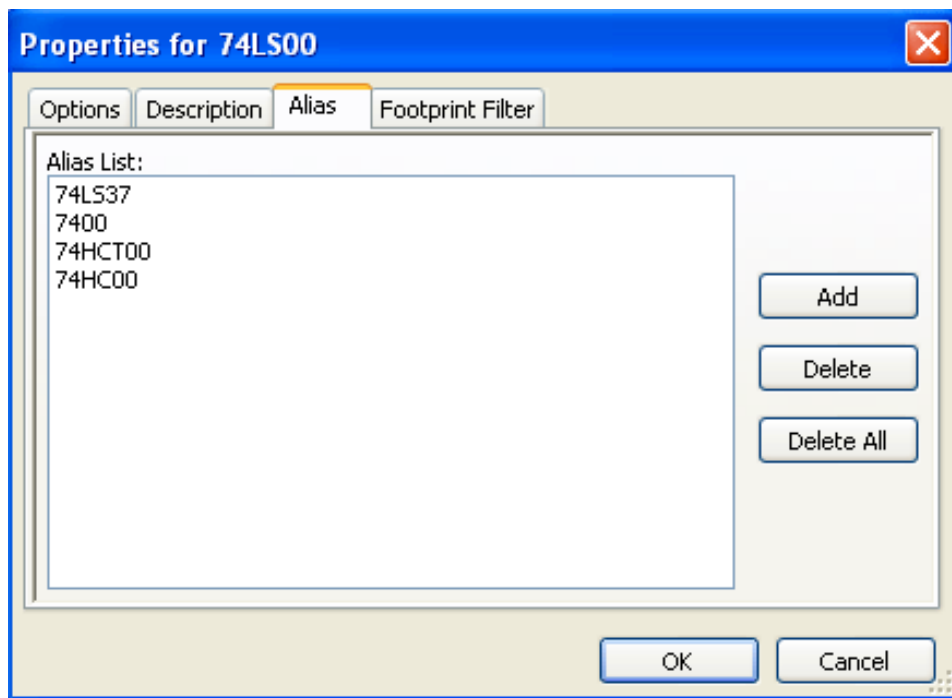 Properties for 74LS00
Options Description Alias Footprint Filter
Alias List:
74LS37
7400
74HCT00
74HC00
Add
Delete
Delete All
OK Cancel